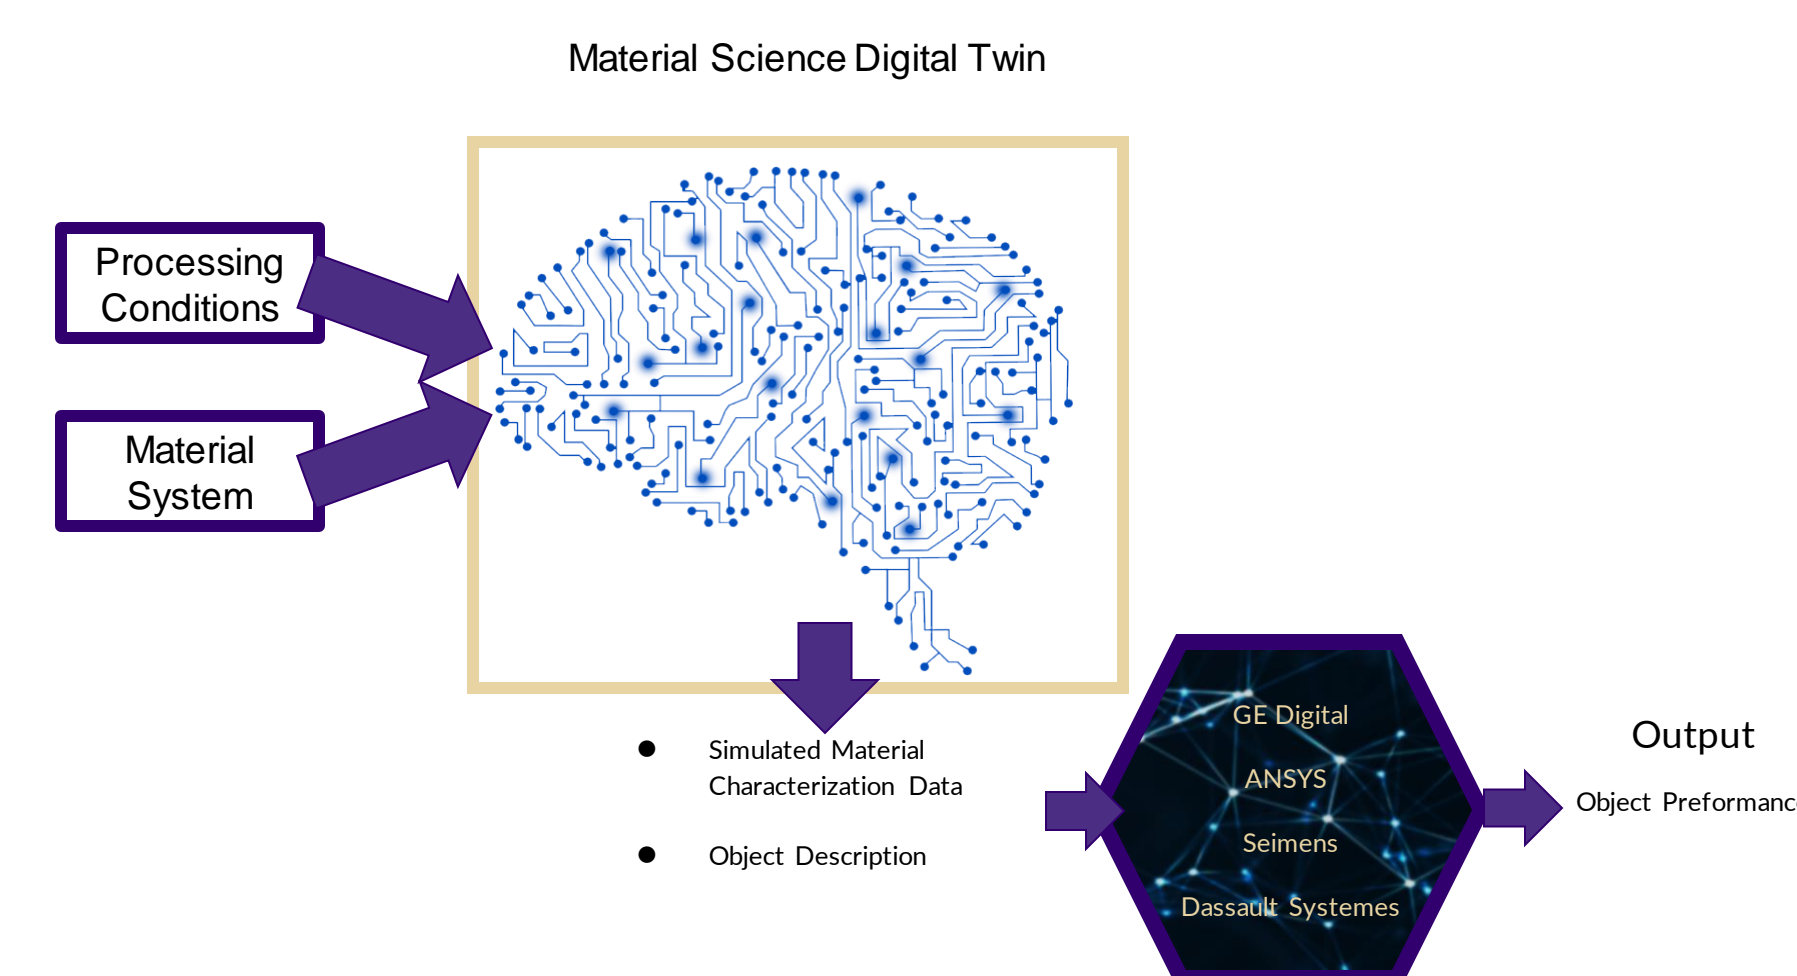 Material Science Digital Twin
Processing
Conditions
Material
System
● Simulated Material
Characterization Data
● Object Description
GE Digital
ANSYS
Seimens
Dassault Systemes
Output
Object Preformanc